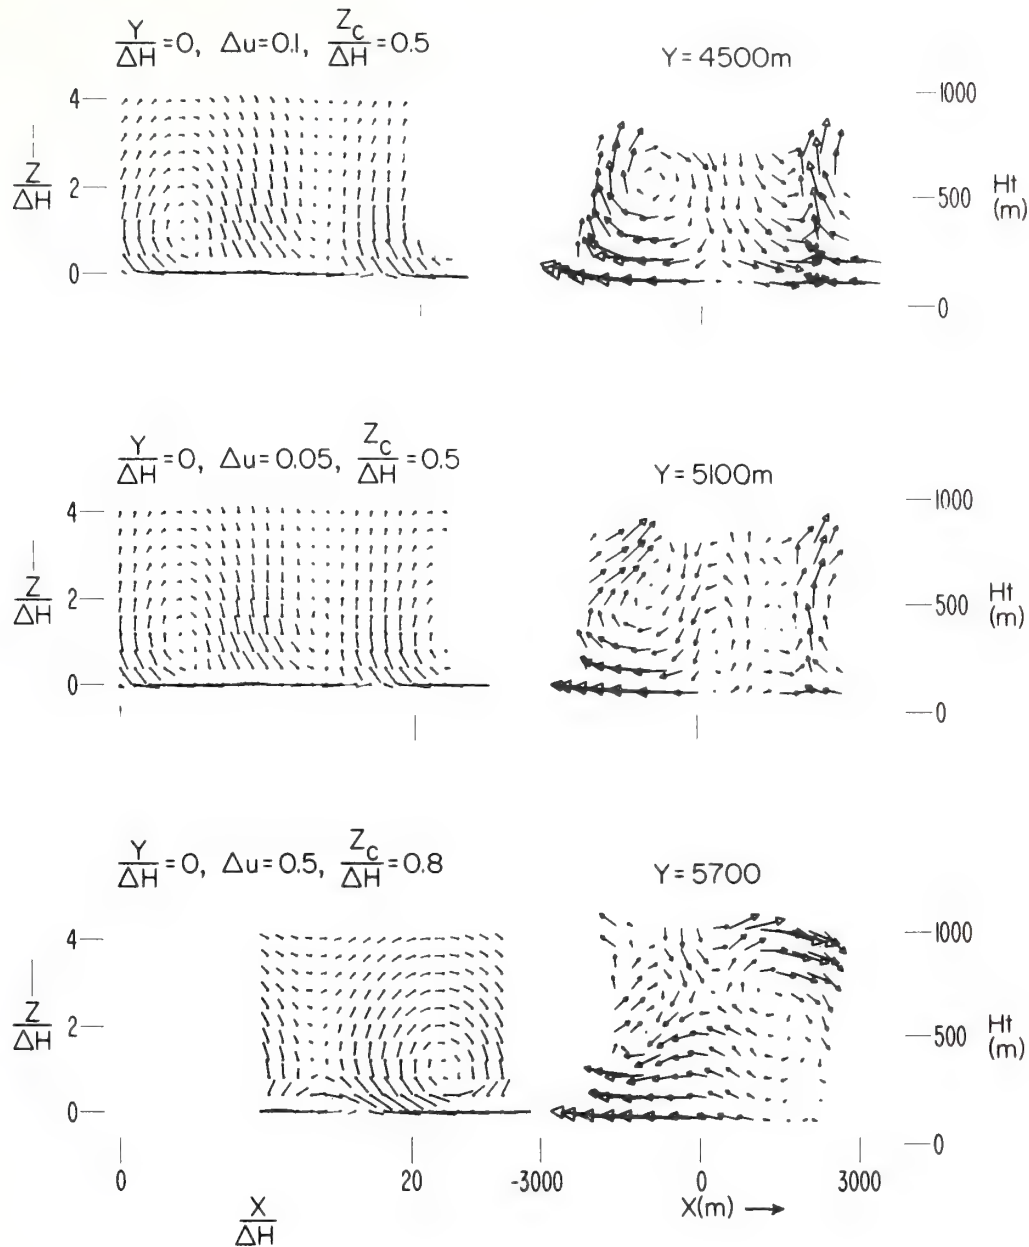 Y/ΔH = 0, Δu = 0.1, Zc/ΔH = 0.5
Y = 4500m
4
2
0
Z/ΔH
1000
500
0
Ht (m)
Y/ΔH = 0, Δu = 0.05, Zc/ΔH = 0.5
Y = 5100m
4
2
0
Z/ΔH
1000
500
0
Ht (m)
Y/ΔH = 0, Δu = 0.5, Zc/ΔH = 0.8
Y = 5700
4
2
0
Z/ΔH
1000
500
0
Ht (m)
0
20
X/ΔH
-3000
0
3000
X(m) →